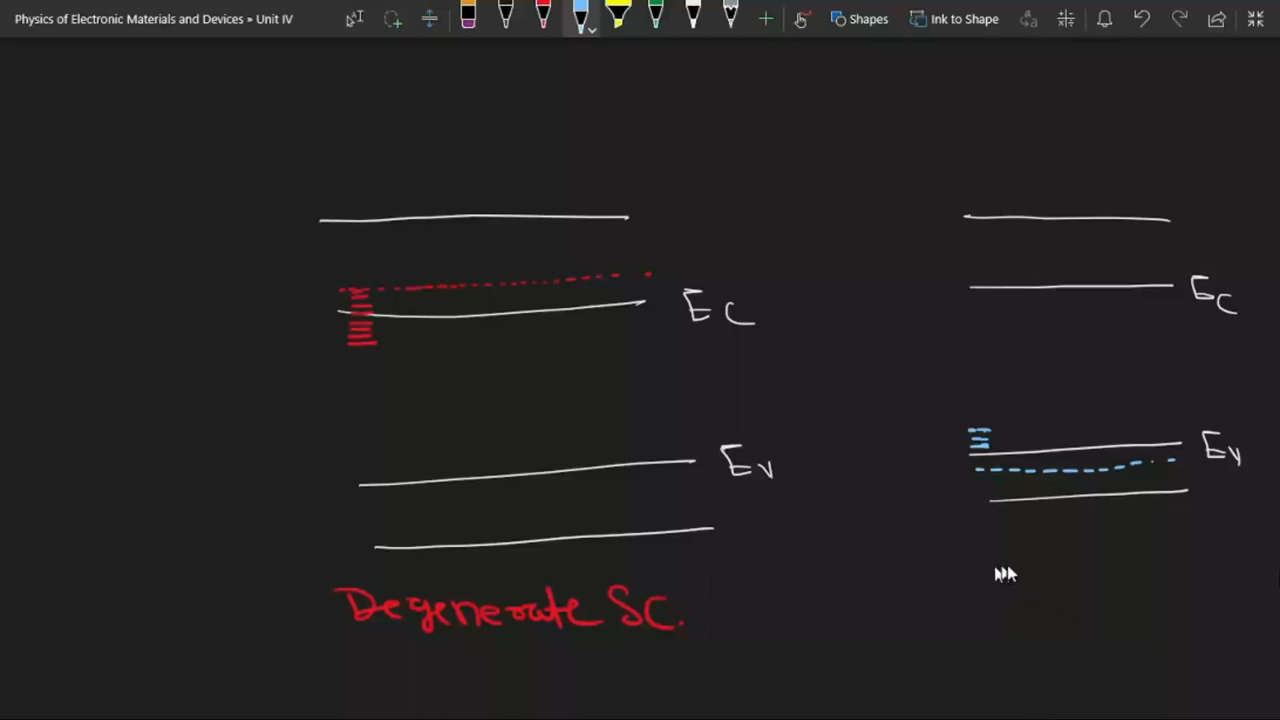 Physics of Electronic Materials and Devices » Unit IV
Shapes
Ink to Shape
EC
EC
EV
EV
Degenerate SC.